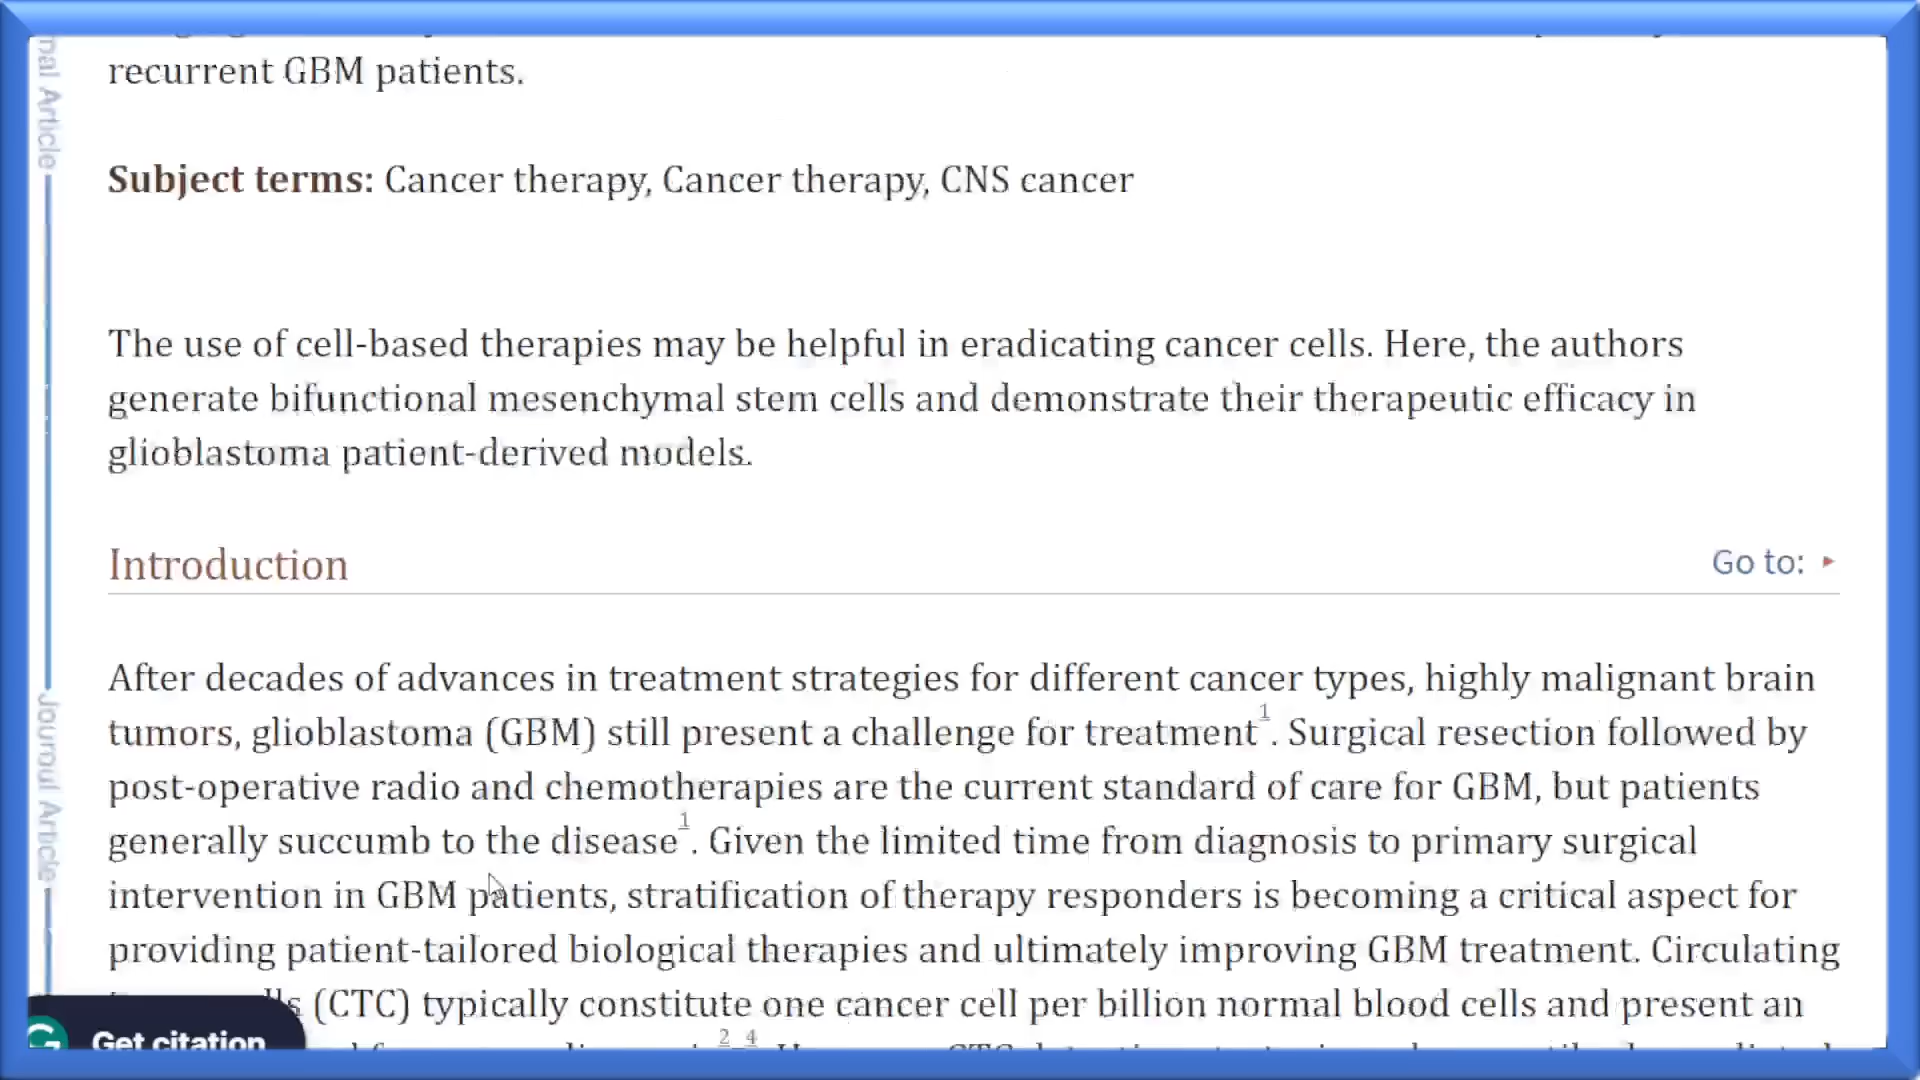 recurrent GBM patients.
Subject terms: Cancer therapy, Cancer therapy, CNS cancer
The use of cell-based therapies may be helpful in eradicating cancer cells. Here, the authors
generate bifunctional mesenchymal stem cells and demonstrate their therapeutic efficacy in
glioblastoma patient-derived models.
Introduction
Go to:
After decades of advances in treatment strategies for different cancer types, highly malignant brain
tumors, glioblastoma (GBM) still present a challenge for treatment1. Surgical resection followed by
post-operative radio and chemotherapies are the current standard of care for GBM, but patients
generally succumb to the disease1. Given the limited time from diagnosis to primary surgical
intervention in GBM patients, stratification of therapy responders is becoming a critical aspect for
providing patient-tailored biological therapies and ultimately improving GBM treatment. Circulating
(CTC) typically constitute one cancer cell per billion normal blood cells and present an
2 4
Get citation
Article
Article